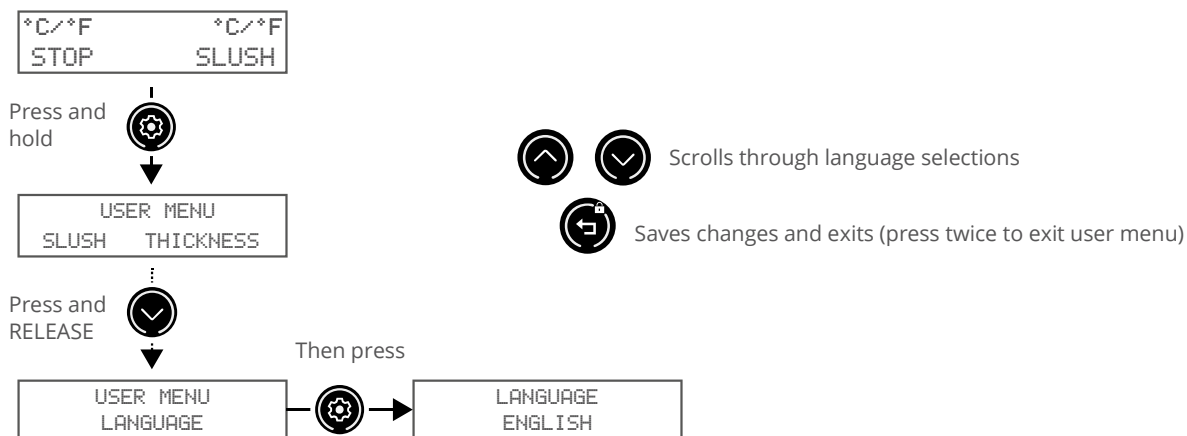 °C/°F °C/°F
STOP SLUSH
Press and
hold
USER MENU
SLUSH THICKNESS
Scrolls through language selections
Saves changes and exits (press twice to exit user menu)
Press and
RELEASE
USER MENU
LANGUAGE
Then press
LANGUAGE
ENGLISH